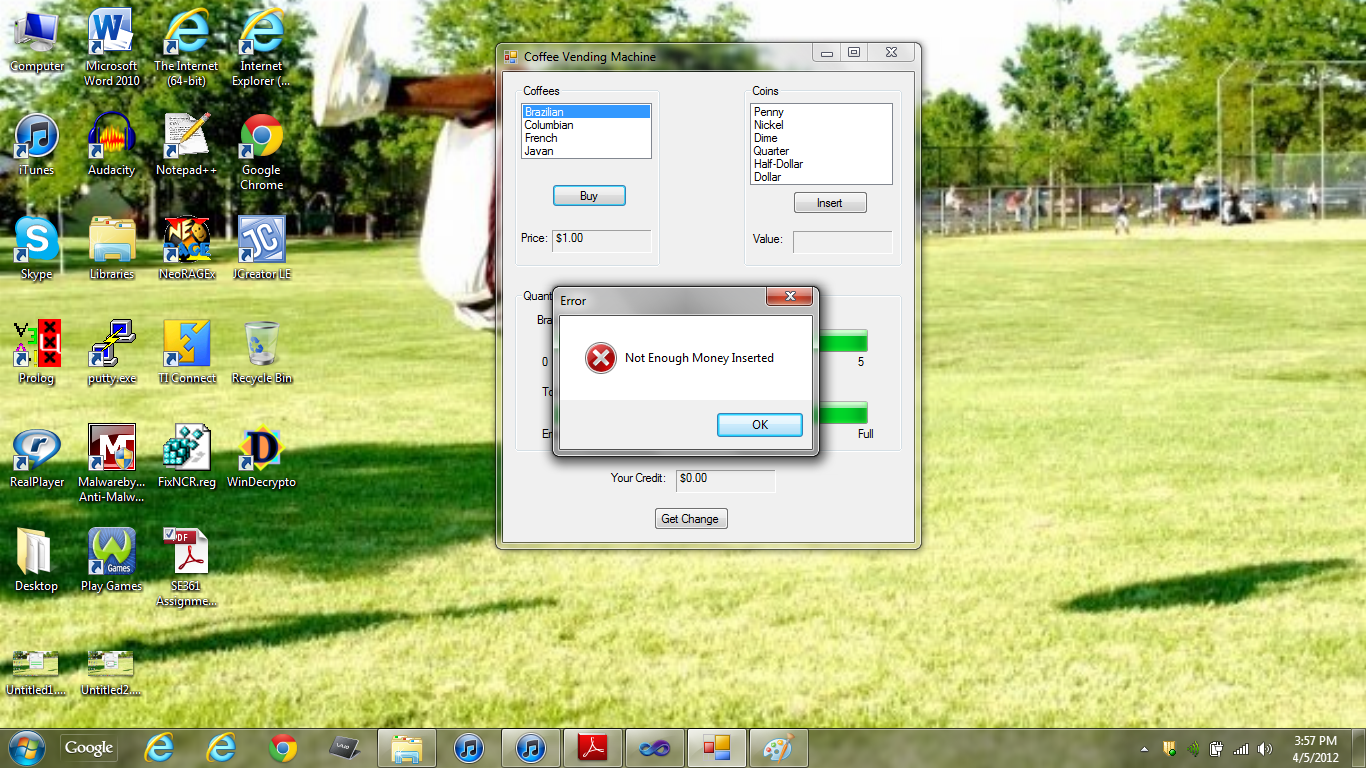 Computer
Microsoft
Word 2010
The Internet
(64-bit)
Internet
Explorer (...
iTunes
Audacity
Notepad++
Google
Chrome
Skype
Libraries
NeoRAGEx
JCreator LE
Prolog
putty.exe
TI Connect
Recycle Bin
RealPlayer
Malwareby...
Anti-Malw...
FixNCR.reg
WinDecrypto
Desktop
Play Games
SE361
Assignme...
Untitled1....
Untitled2....
Coffee Vending Machine
Coffees
Brazilian
Columbian
French
Javan
Buy
Price:
$1.00
Coins
Penny
Nickel
Dime
Quarter
Half-Dollar
Dollar
Insert
Value:
Quant
Bra
0
5
To
Full
Error
Not Enough Money Inserted
OK
Your Credit:
$0.00
Get Change
Google
3:57 PM
4/5/2012